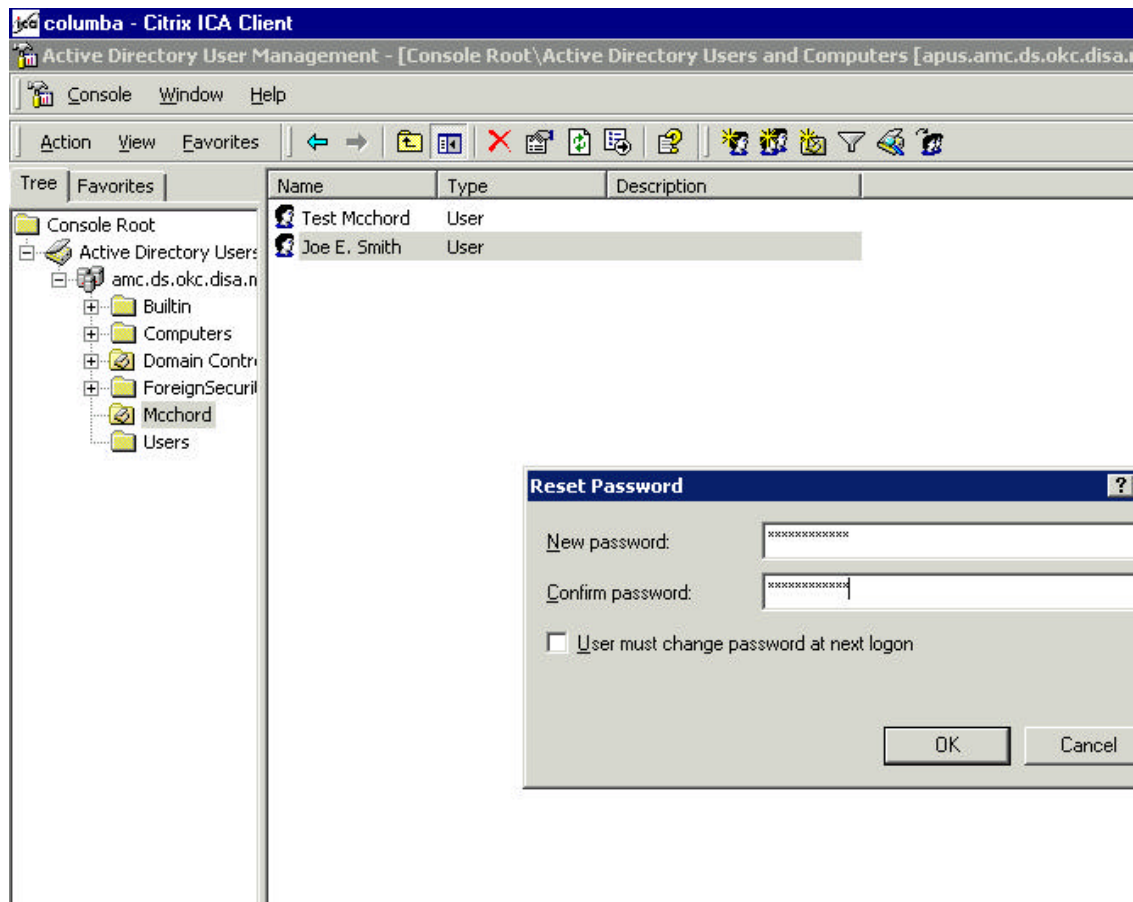 columba - Citrix ICA Client
Active Directory User Management - [Console Root\Active Directory Users and Computers [apus.amc.ds.okc.disa.
Console Window Help
Action View Favorites
Tree Favorites
Name Type Description
Console Root
Active Directory Users
amc.ds.okc.disa.
Builtin
Computers
Domain Contr
ForeignSecuri
Mcchord
Users
Test Mcchord User
Joe E. Smith User
Reset Password
New password: ************
Confirm password: ************
User must change password at next logon
OK Cancel